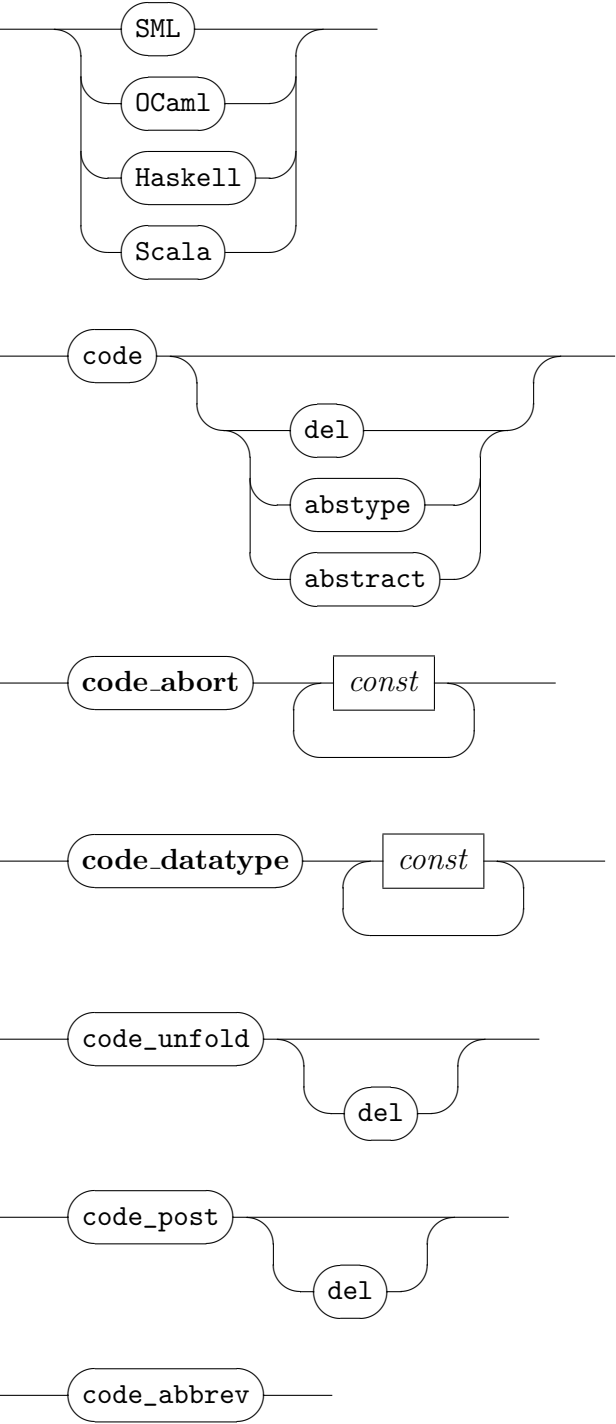 SML
OCaml
Haskell
Scala
code
del
abstype
abstract
code_abort const
code_datatype const
code_unfold
del
code_post
del
code_abbrev